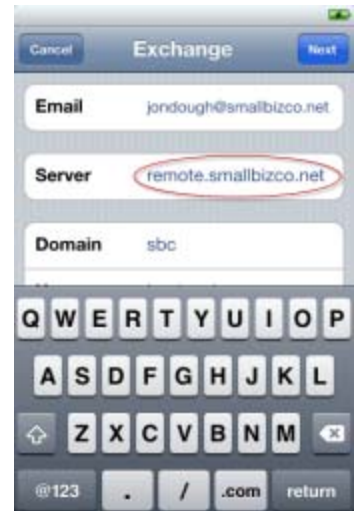 Cancel Exchange Next
Email jondough@smallbizco.net
Server remote.smallbizco.net
Domain sbc
Q W E R T Y U I O P
A S D F G H J K L
Z X C V B N M
@123 . / .com return